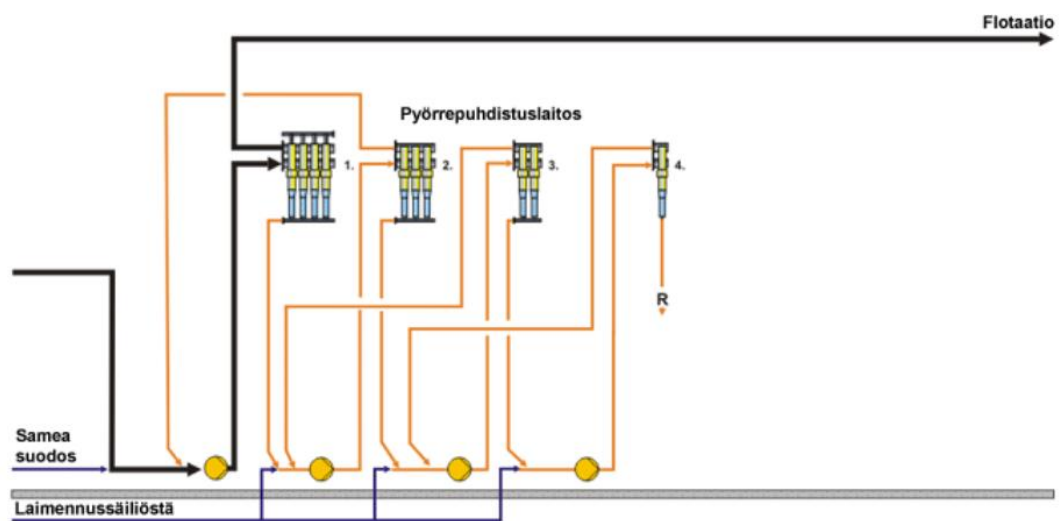 Flotaatio
Pyörrepuhdistuslaitos
1.
2.
3.
4.
R
Samea
suodos
Laimennussäiliöstä